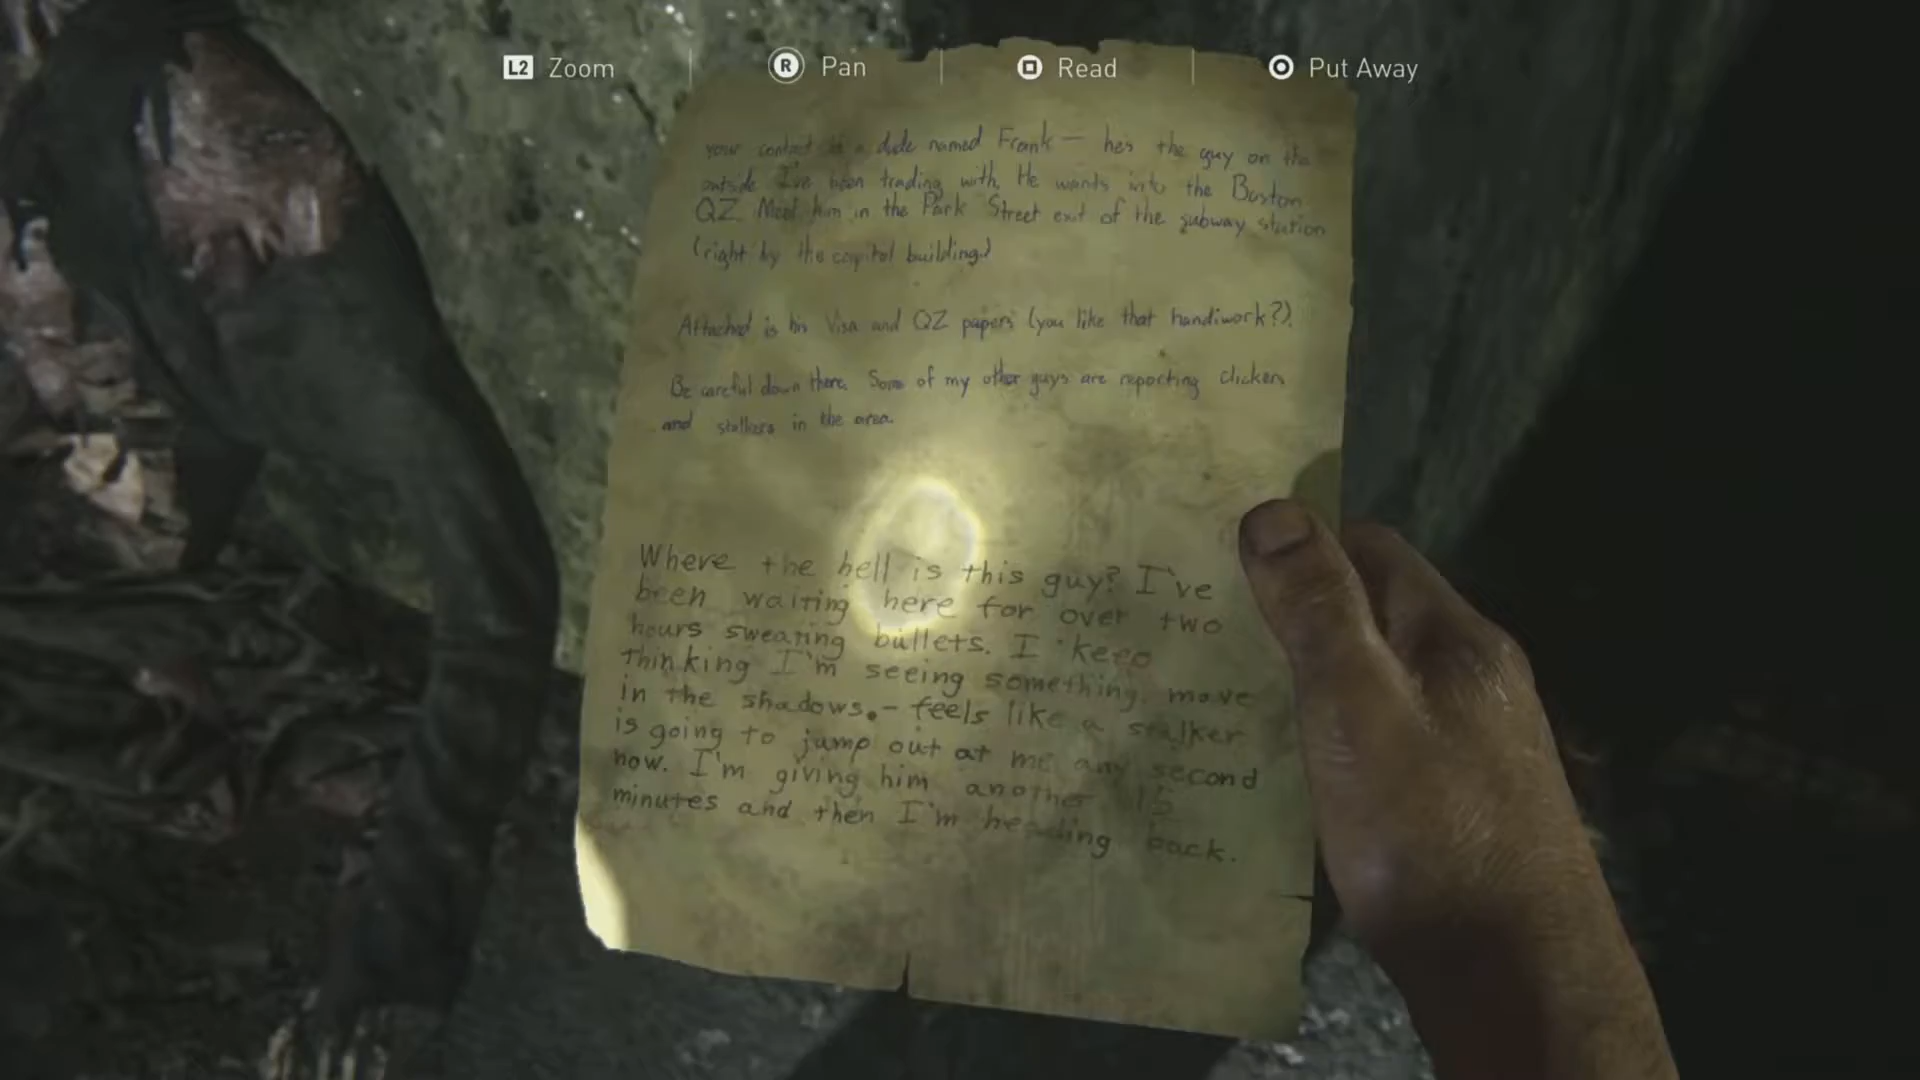 L2 Zoom R Pan Read Put Away
your contact is a dude named Frank — he's the guy on the
outside I've been trading with. He wants into the Boston
QZ. Meet him in the Park Street exit of the subway station
(right by the capitol building.)
Attached is his Visa and QZ papers (you like that handiwork?).
Be careful down there. Some of my other guys are reporting clickers
and stalkers in the area.
Where the hell is this guy? I've
been waiting here for over two
hours sweating bullets. I keep
thinking I'm seeing something move
in the shadows. - feels like a stalker
is going to jump out at me any second
now. I'm giving him another 15
minutes and then I'm heading back.